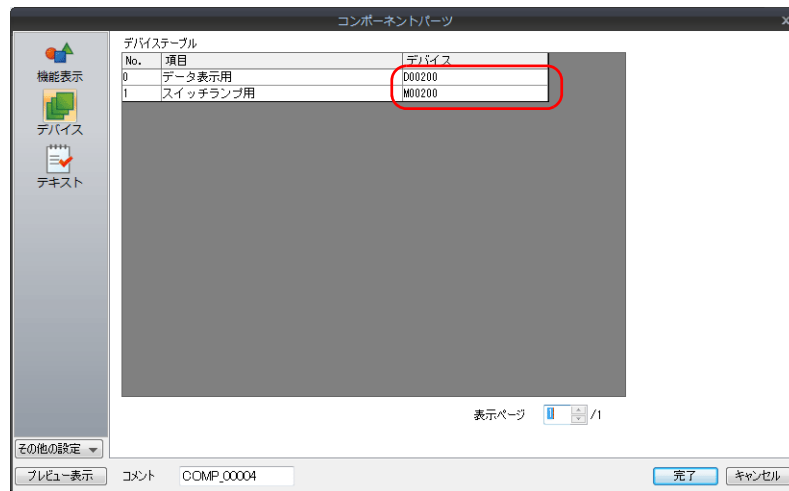 コンポーネントパーツ
機能表示
デバイス
テキスト
デバイステーブル
No. 項目 デバイス
0 データ表示用 D00200
1 スイッチランプ用 M00200
表示ページ 1 /1
その他の設定
プレビュー表示 コメント COMP_00004 完了 キャンセル